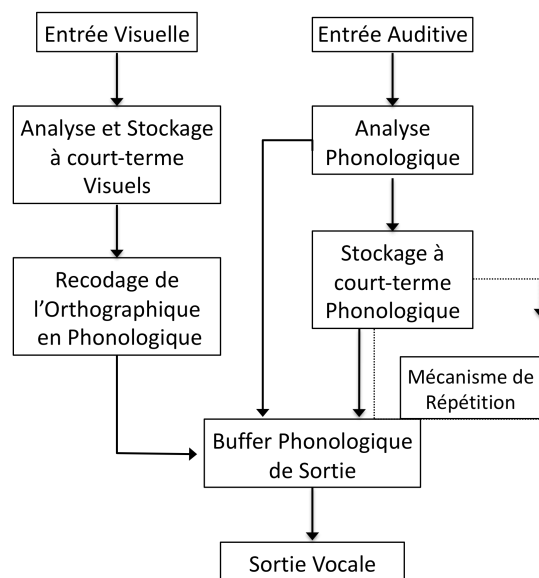 Entrée Visuelle
Entrée Auditive
Analyse et Stockage
à court-terme
Visuels
Analyse
Phonologique
Recodage de
l'Orthographique
en Phonologique
Stockage à
court-terme
Phonologique
Mécanisme de
Répétition
Buffer Phonologique
de Sortie
Sortie Vocale